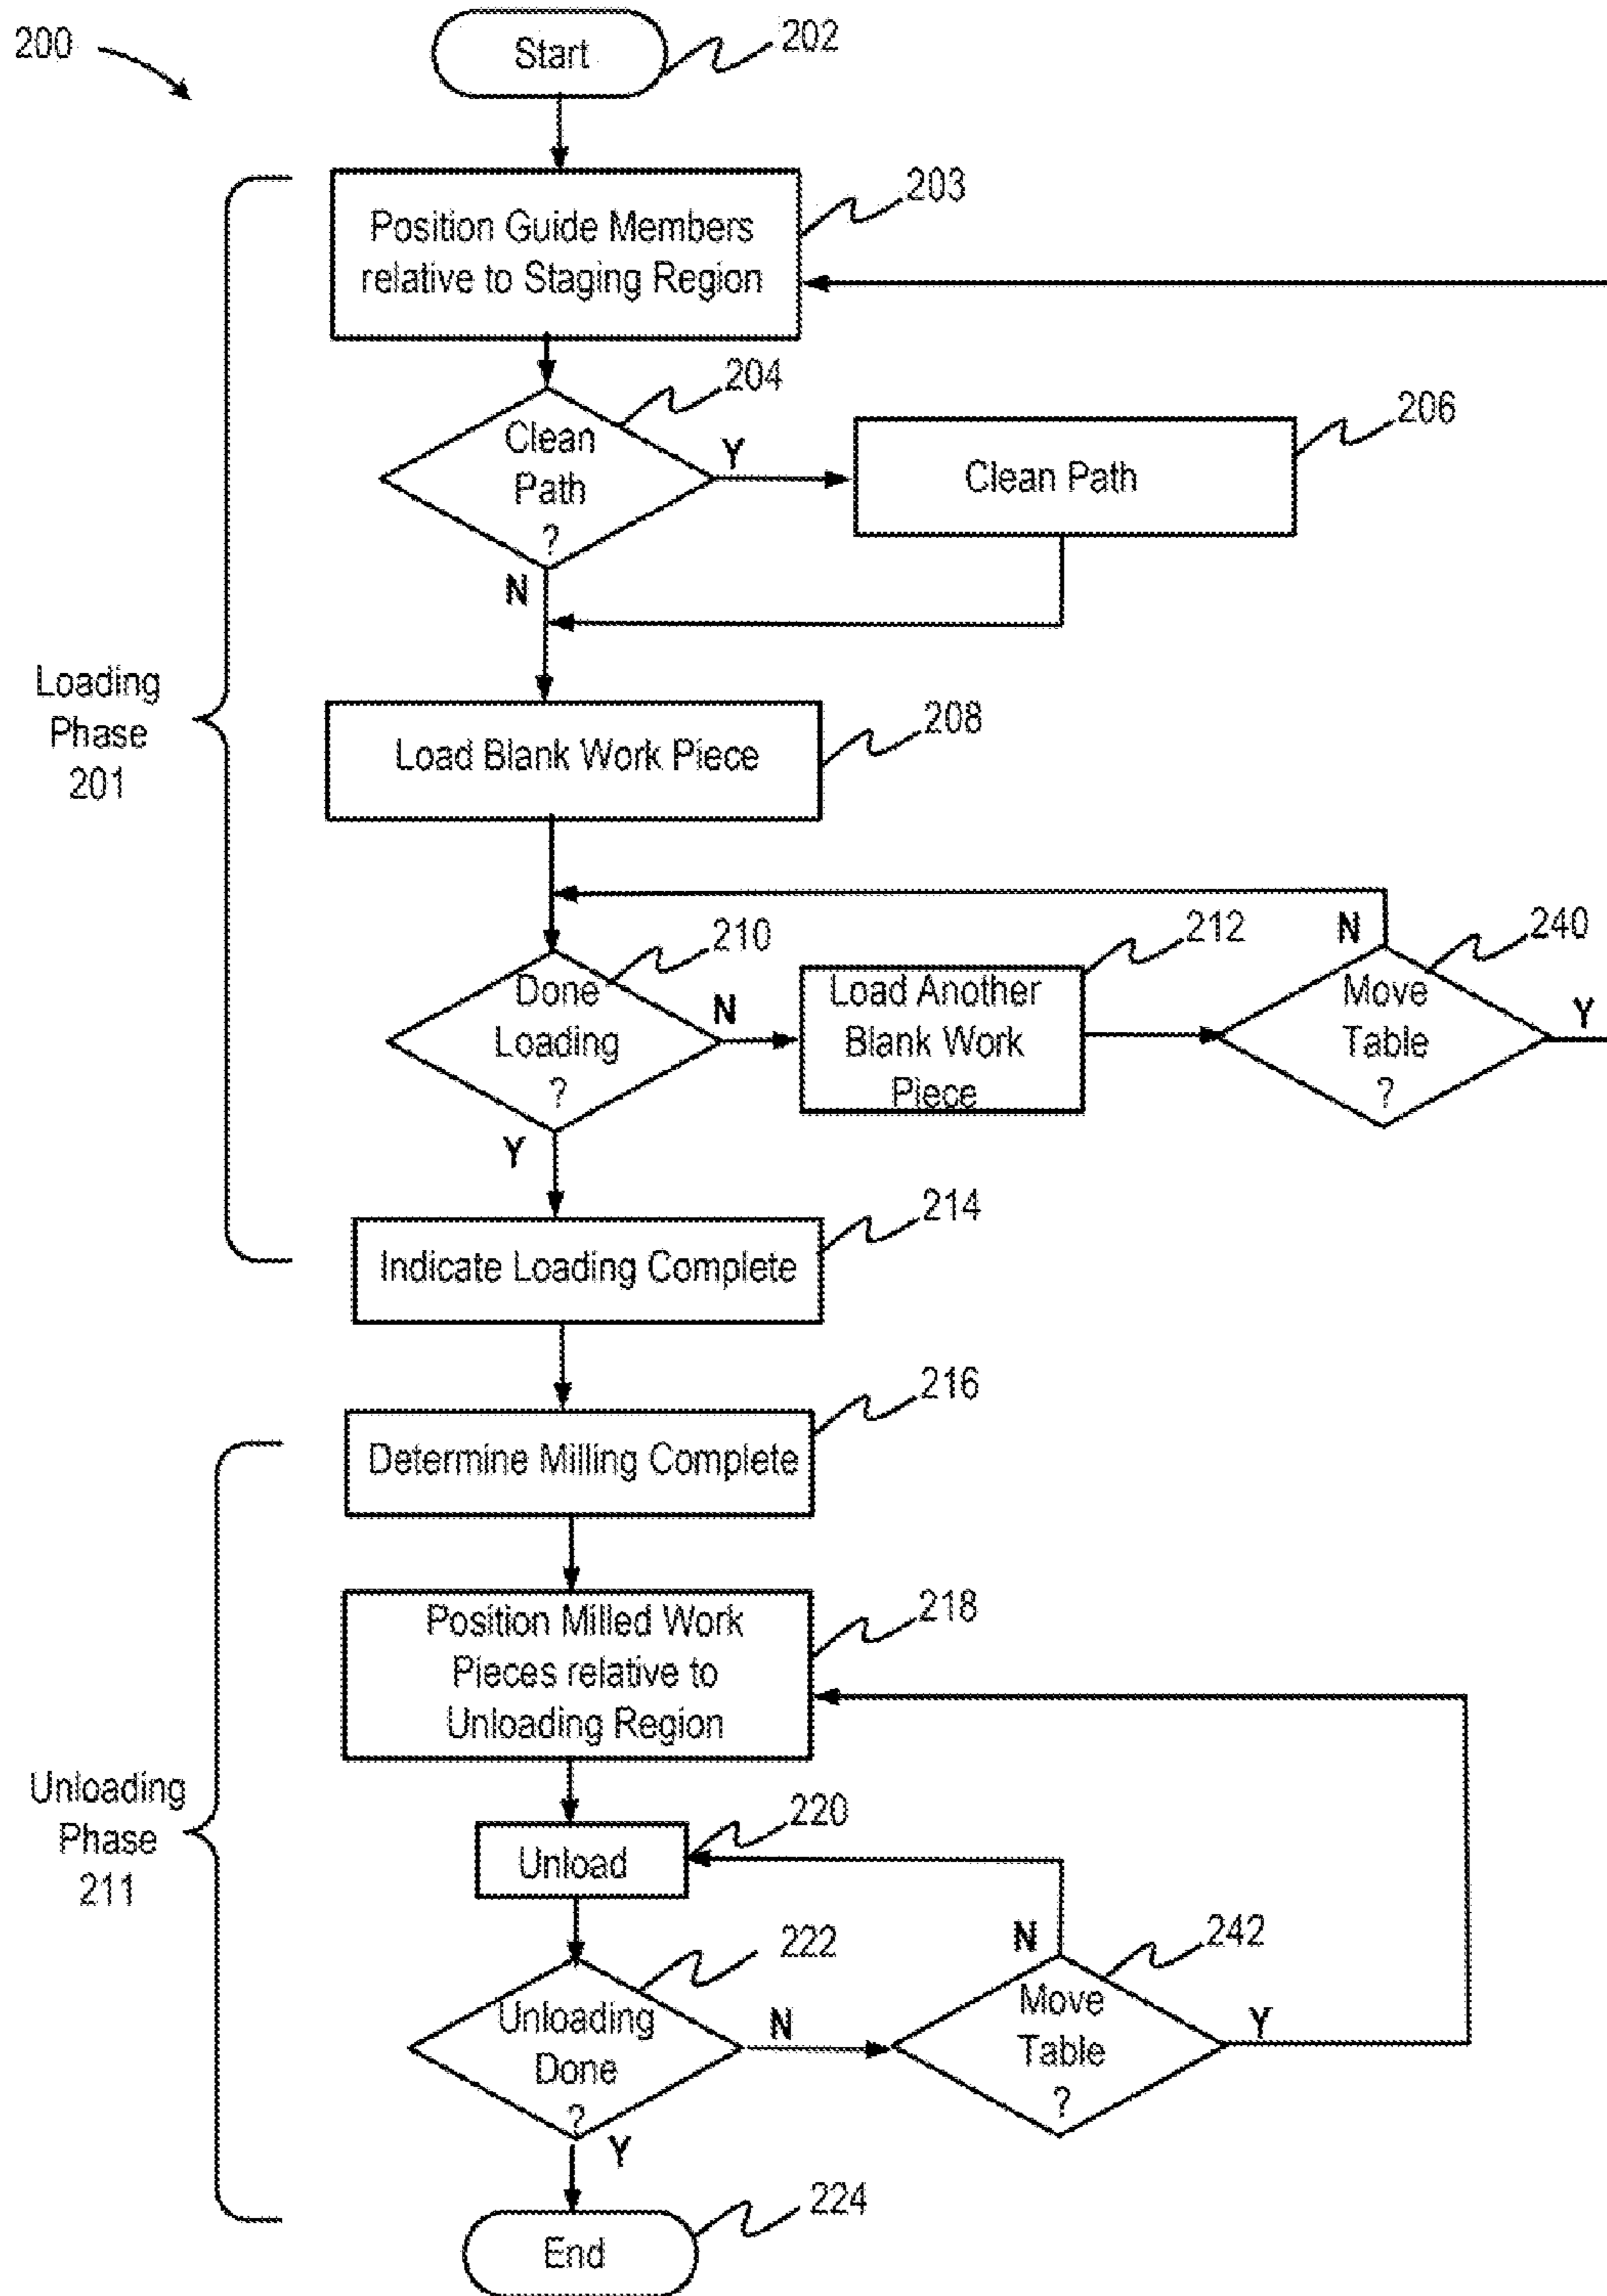 200
Start
202
Position Guide Members
relative to Staging Region
203
Clean
Path
?
204
Y
N
Clean Path
206
Loading
Phase
201
Load Blank Work Piece
208
Done
Loading
?
210
N
Y
Load Another
Blank Work
Piece
212
Move
Table
?
240
N
Y
Indicate Loading Complete
214
Determine Milling Complete
216
Position Milled Work
Pieces relative to
Unloading Region
218
Unloading
Phase
211
Unload
220
Unloading
Done
?
222
N
Y
Move
Table
?
242
N
Y
End
224